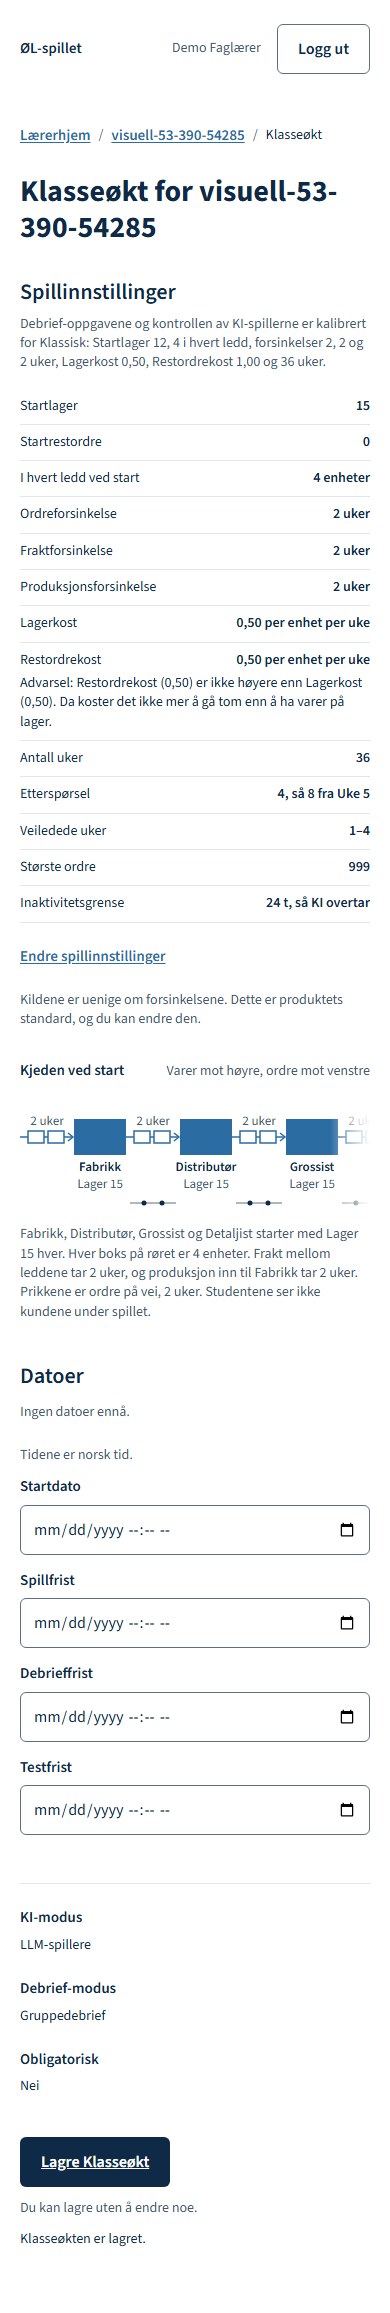 ØL-spillet
Demo Faglærer
Logg ut
Lærerhjem / visuell-53-390-54285 / Klasseøkt
Klasseøkt for visuell-53-
390-54285
Spillinnstillinger
Debrief-oppgavene og kontrollen av KI-spillerne er kalibrert
for Klassisk: Startlager 12, 4 i hvert ledd, forsinkelser 2, 2 og
2 uker, Lagerkost 0,50, Restordrekost 1,00 og 36 uker.
Startlager 15
Startrestordre 0
I hvert ledd ved start 4 enheter
Ordreforsinkelse 2 uker
Fraktforsinkelse 2 uker
Produksjonsforsinkelse 2 uker
Lagerkost 0,50 per enhet per uke
Restordrekost 0,50 per enhet per uke
Advarsel: Restordrekost (0,50) er ikke høyere enn Lagerkost
(0,50). Da koster det ikke mer å gå tom enn å ha varer på
lager.
Antall uker 36
Etterspørsel 4, så 8 fra Uke 5
Veiledede uker 1–4
Største ordre 999
Inaktivitetsgrense 24 t, så KI overtar
Endre spillinnstillinger
Kildene er uenige om forsinkelsene. Dette er produktets
standard, og du kan endre den.
Kjeden ved start Varer mot høyre, ordre mot venstre
2 uker 2 uker 2 uker 2 uk
Fabrikk Distributør Grossist
Lager 15 Lager 15 Lager 15
Fabrikk, Distributør, Grossist og Detaljist starter med Lager
15 hver. Hver boks på røret er 4 enheter. Frakt mellom
leddene tar 2 uker, og produksjon inn til Fabrikk tar 2 uker.
Prikkene er ordre på vei, 2 uker. Studentene ser ikke
kundene under spillet.
Datoer
Ingen datoer ennå.
Tidene er norsk tid.
Startdato
mm/dd/yyyy --:-- --
Spillfrist
mm/dd/yyyy --:-- --
Debrieffrist
mm/dd/yyyy --:-- --
Testfrist
mm/dd/yyyy --:-- --
KI-modus
LLM-spillere
Debrief-modus
Gruppedebrief
Obligatorisk
Nei
Lagre Klasseøkt
Du kan lagre uten å endre noe.
Klasseøkten er lagret.